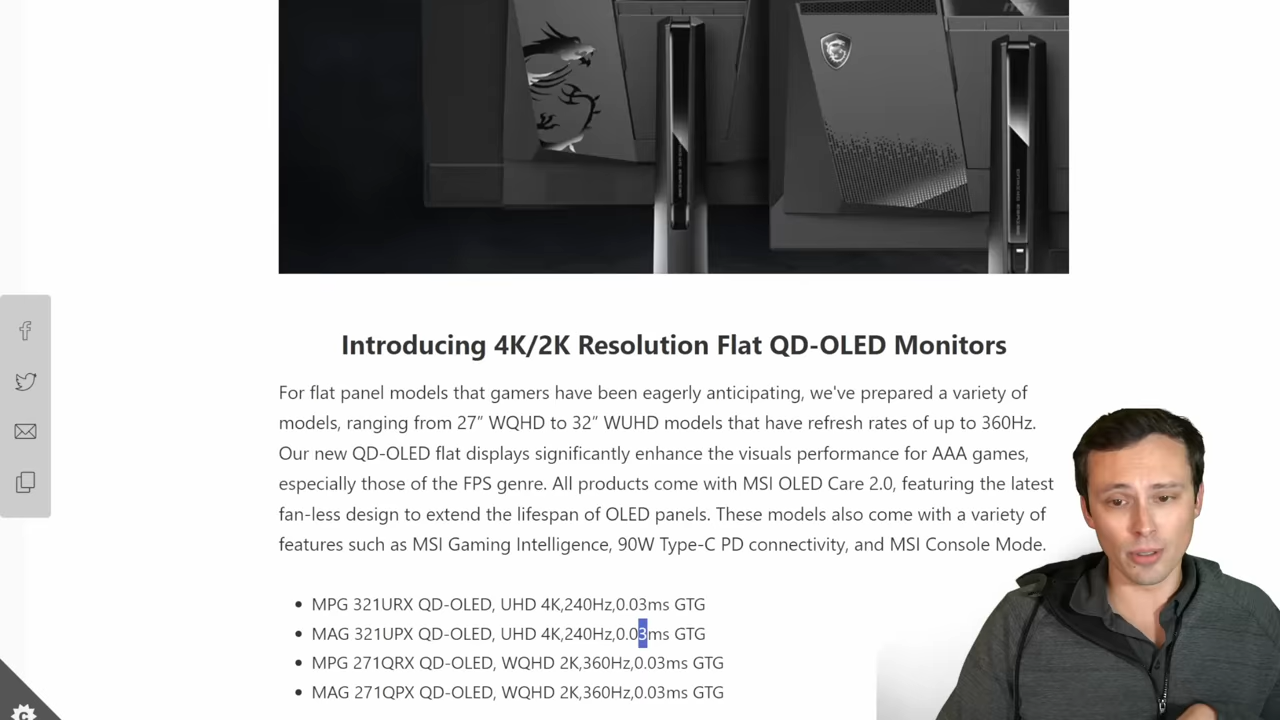 Introducing 4K/2K Resolution Flat QD-OLED Monitors
For flat panel models that gamers have been eagerly anticipating, we've prepared a variety of
models, ranging from 27″ WQHD to 32″ WUHD models that have refresh rates of up to 360Hz.
Our new QD-OLED flat displays significantly enhance the visuals performance for AAA games,
especially those of the FPS genre. All products come with MSI OLED Care 2.0, featuring the latest
fan-less design to extend the lifespan of OLED panels. These models also come with a variety of
features such as MSI Gaming Intelligence, 90W Type-C PD connectivity, and MSI Console Mode.
• MPG 321URX QD-OLED, UHD 4K,240Hz,0.03ms GTG
• MAG 321UPX QD-OLED, UHD 4K,240Hz,0.03ms GTG
• MPG 271QRX QD-OLED, WQHD 2K,360Hz,0.03ms GTG
• MAG 271QPX QD-OLED, WQHD 2K,360Hz,0.03ms GTG